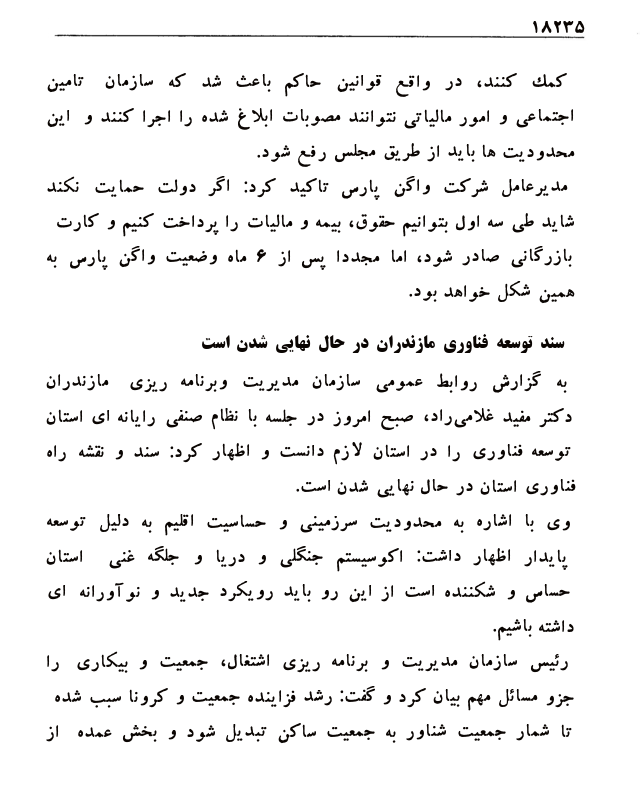 ۱۸۲۳۵
کمك کنند، در واقع قوانین حاکم باعث شد که سازمان تامین
اجتماعی و امور مالیاتی نتوانند مصوبات ابلاغ شده را اجرا کنند و این
محدودیت ها باید از طریق مجلس رفع شود.
مدیرعامل شرکت واگن پارس تاکید کرد: اگر دولت حمایت نکند
شاید طی سه اول بتوانیم حقوق، بیمه و مالیات را پرداخت کنیم و کارت
بازرگانی صادر شود، اما مجددا پس از ۶ ماه وضعیت واگن پارس به
همین شکل خواهد بود.
سند توسعه فناوری مازندران در حال نهایی شدن است
به گزارش روابط عمومی سازمان مدیریت وبرنامه ریزی مازندران
دکتر مفید غلامی‌راد، صبح امروز در جلسه با نظام صنفی رایانه ای استان
توسعه فناوری را در استان لازم دانست و اظهار کرد: سند و نقشه راه
فناوری استان در حال نهایی شدن است.
وی با اشاره به محدودیت سرزمینی و حساسیت اقلیم به دلیل توسعه
پایدار اظهار داشت: اکوسیستم جنگلی و دریا و جلگه غنی استان
حساس و شکننده است از این رو باید رویکرد جدید و نوآورانه ای
داشته باشیم.
رئیس سازمان مدیریت و برنامه ریزی اشتغال، جمعیت و بیکاری را
جزو مسائل مهم بیان کرد و گفت: رشد فزاینده جمعیت و کرونا سبب شده
تا شمار جمعیت شناور به جمعیت ساکن تبدیل شود و بخش عمده از